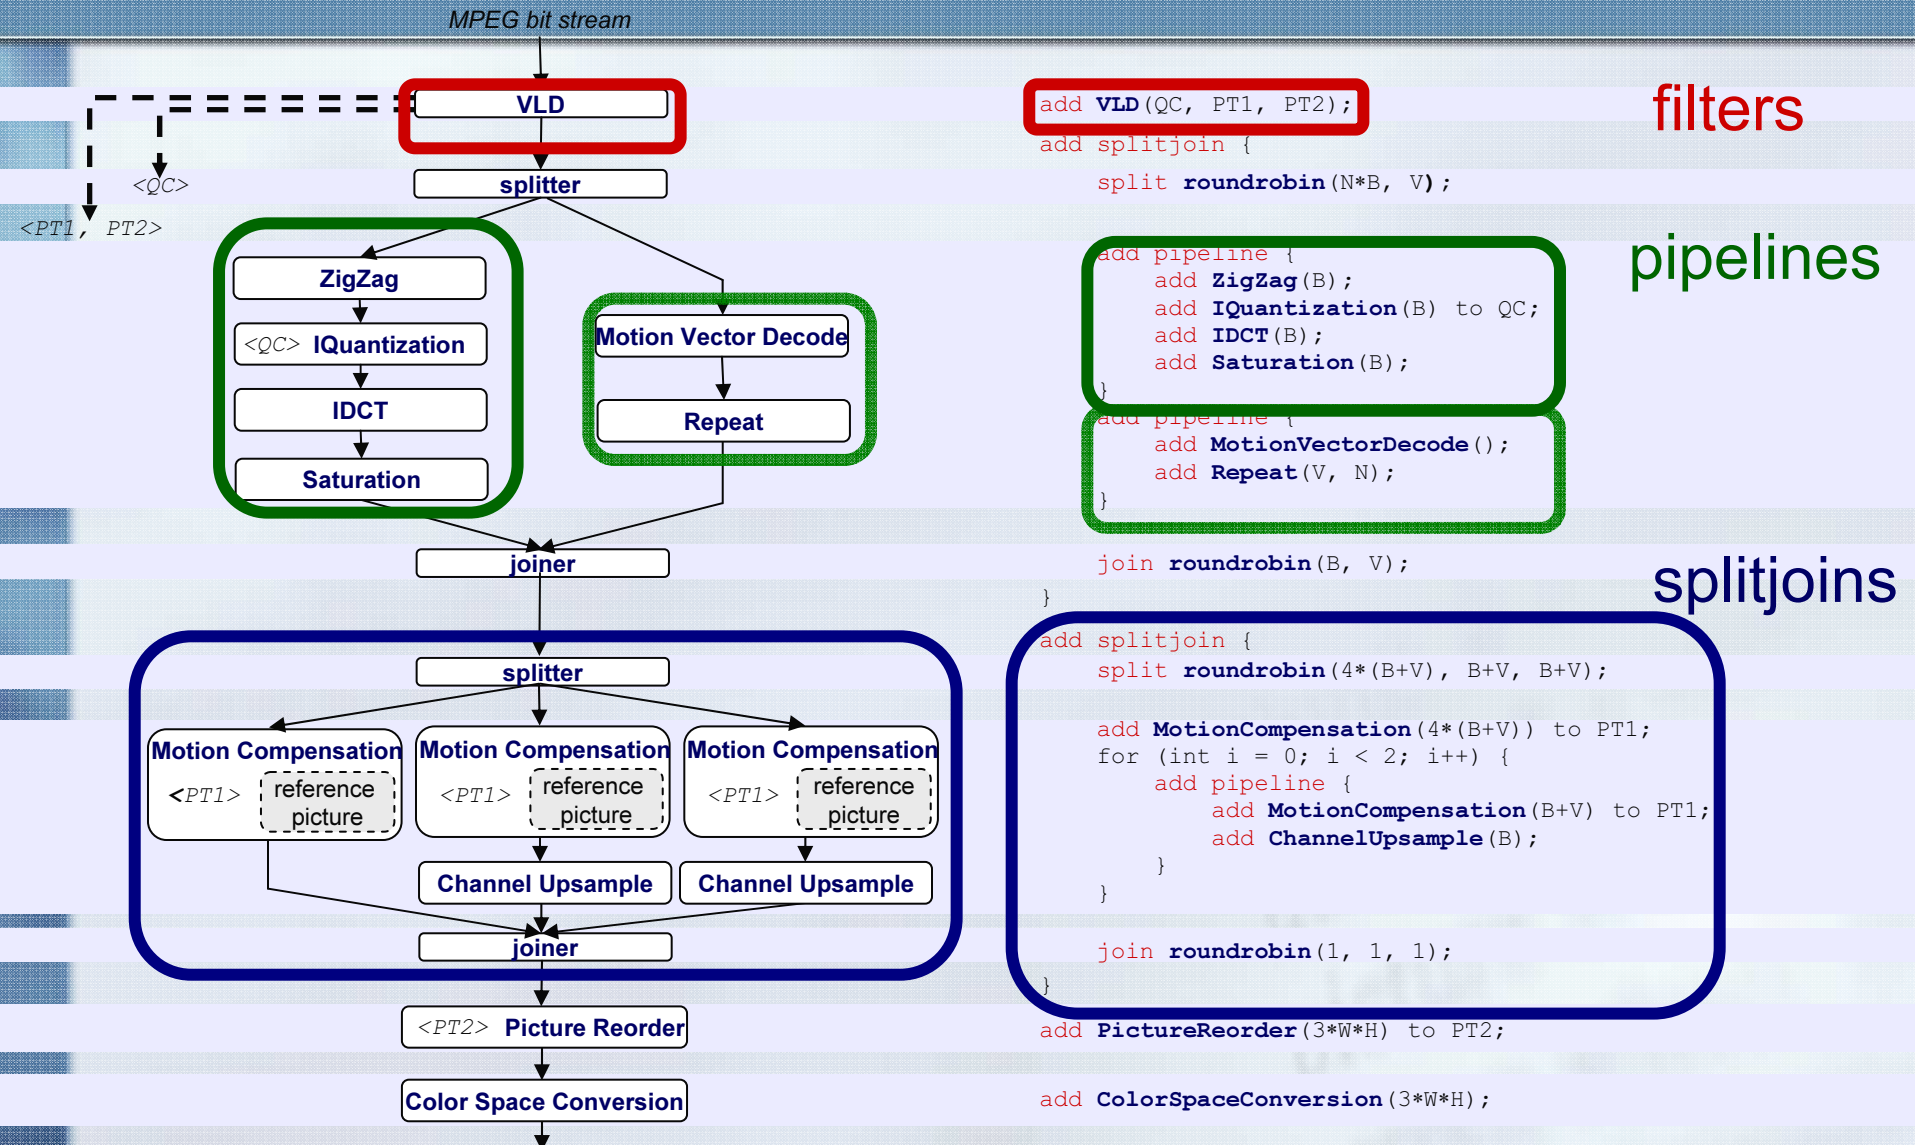 MPEG bit stream
VLD
<QC>
splitter
<PT1, PT2>
ZigZag
<QC> IQuantization
IDCT
Saturation
Motion Vector Decode
Repeat
joiner
splitter
Motion Compensation
<PT1>
reference
picture
Motion Compensation
<PT1>
reference
picture
Motion Compensation
<PT1>
reference
picture
Channel Upsample
Channel Upsample
joiner
<PT2> Picture Reorder
Color Space Conversion
add VLD(QC, PT1, PT2);
add splitjoin {
split roundrobin(N*B, V);
add pipeline {
add ZigZag(B);
add IQuantization(B) to QC;
add IDCT(B);
add Saturation(B);
}
add pipeline {
add MotionVectorDecode();
add Repeat(V, N);
}
join roundrobin(B, V);
}
add splitjoin {
split roundrobin(4*(B+V), B+V, B+V);
add MotionCompensation(4*(B+V)) to PT1;
for (int i = 0; i < 2; i++) {
add pipeline {
add MotionCompensation(B+V) to PT1;
add ChannelUpsample(B);
}
}
join roundrobin(1, 1, 1);
}
add PictureReorder(3*W*H) to PT2;
add ColorSpaceConversion(3*W*H);
filters
pipelines
splitjoins